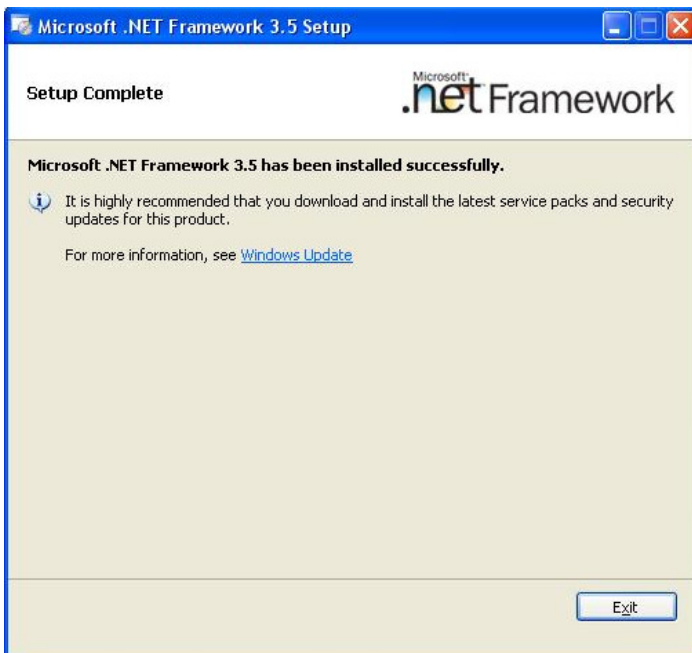 Microsoft .NET Framework 3.5 Setup
Setup Complete
Microsoft
.net Framework
Microsoft .NET Framework 3.5 has been installed successfully.
It is highly recommended that you download and install the latest service packs and security
updates for this product.
For more information, see Windows Update
Exit